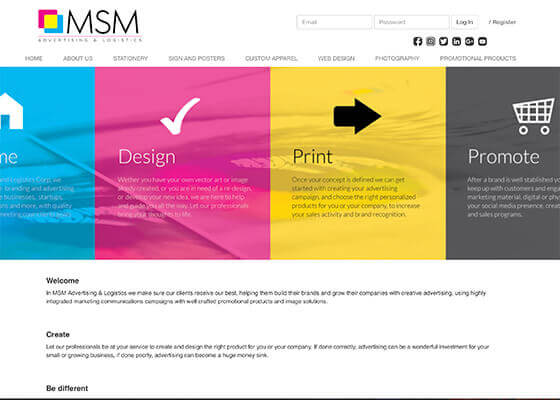 MSM
ADVERTISING & LOGISTICS
Email
Password
Log In
/ Register
HOME
ABOUT US
STATIONERY
SIGN AND POSTERS
CUSTOM APPAREL
WEB DESIGN
PHOTOGRAPHY
PROMOTIONAL PRODUCTS
me
Logistics Corp, we
branding and advertising
businesses, startups,
and more, with quality
meeting company to
Design
Wether you have your own vector art or image
already created, or you are in need of a re-design,
or develop your new idea, we are here to help
and guide you all the way. Let our professionals
bring your thoughts to life.
Print
Once your concept is defined we can get
started with creating your advertising
campaign, and choose the right personalized
products for you or your company, to increase
your sales activity and brand recognition.
Promote
After a brand is well stablished
keep up with customers and
marketing material, digital or
your social media presence,
and sales programs.
Welcome
In MSM Advertising & Logistics we make sure our clients receive our best, helping them build their brands and grow their companies with creative advertising, using highly
integrated marketing communications campaigns with well crafted promotional products and image solutions.
Create
Let our professionals be at your service to create and design the right product for you or your company. If done correctly, advertising can be a wonderful investment for your
small or growing business, if done poorly, advertising can become a huge money sink.
Be different